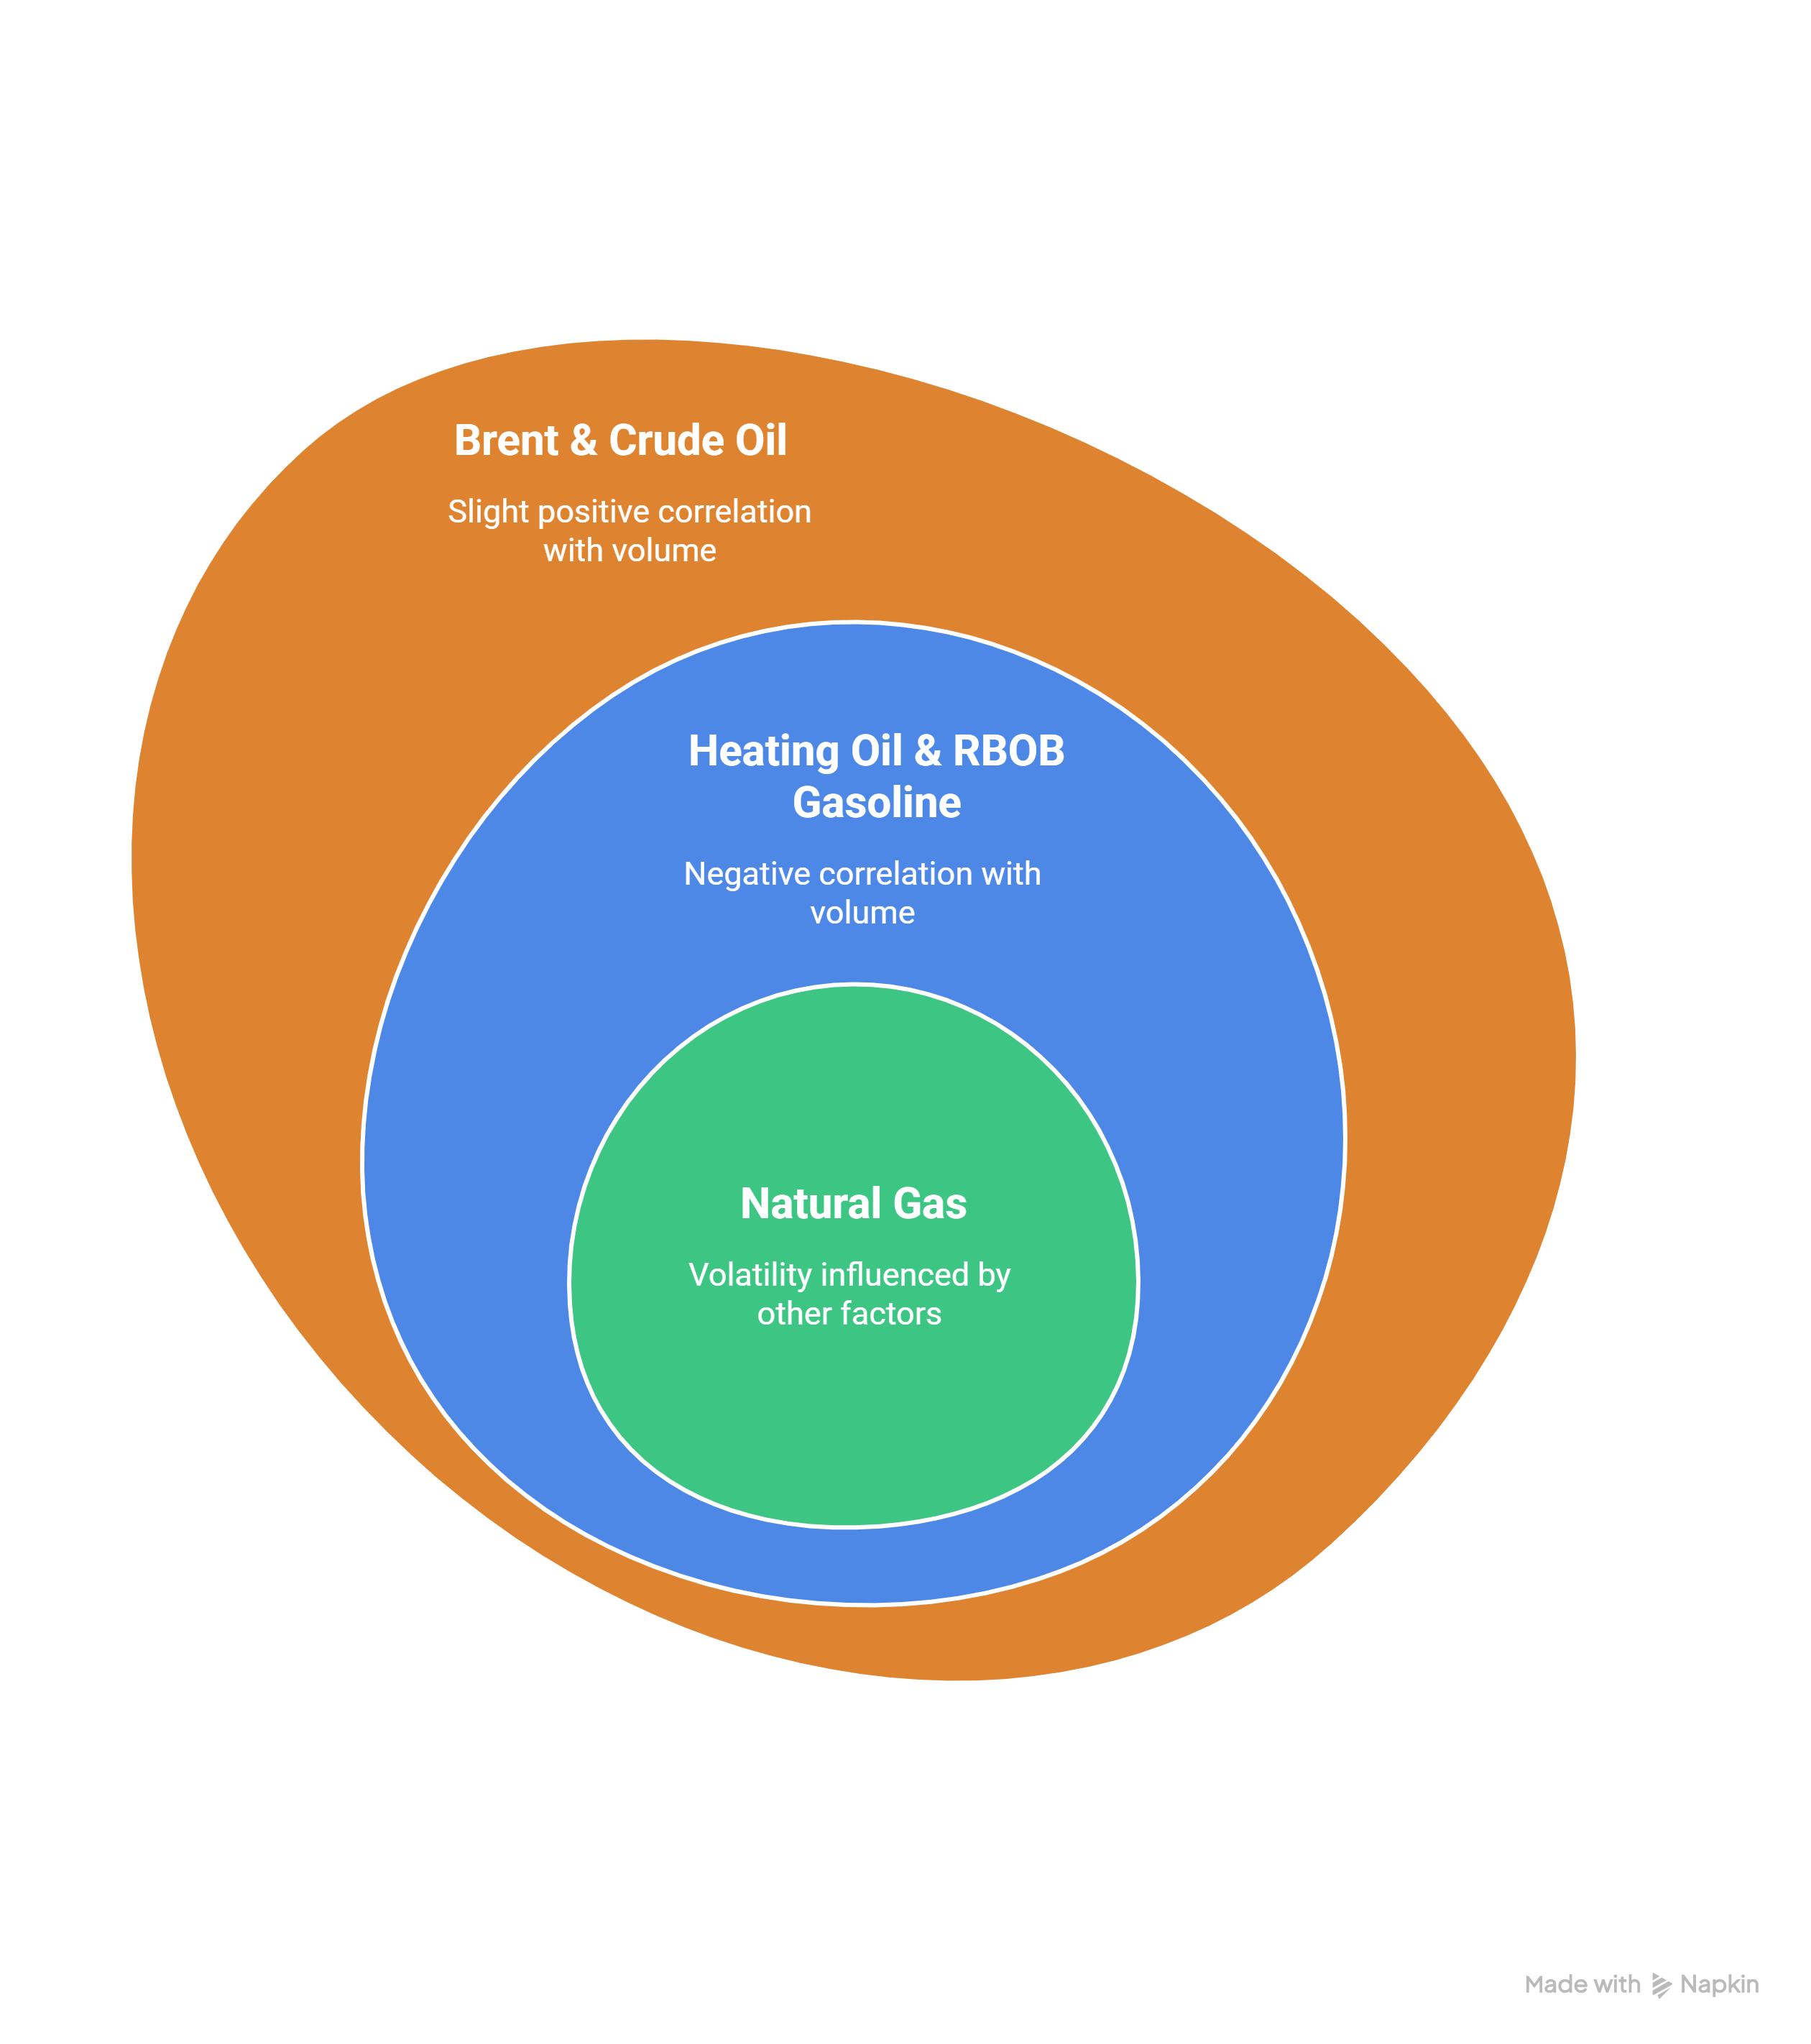 Brent & Crude Oil
Slight positive correlation
with volume
Heating Oil & RBOB
Gasoline
Negative correlation with
volume
Natural Gas
Volatility influenced by
other factors
Made with Napkin